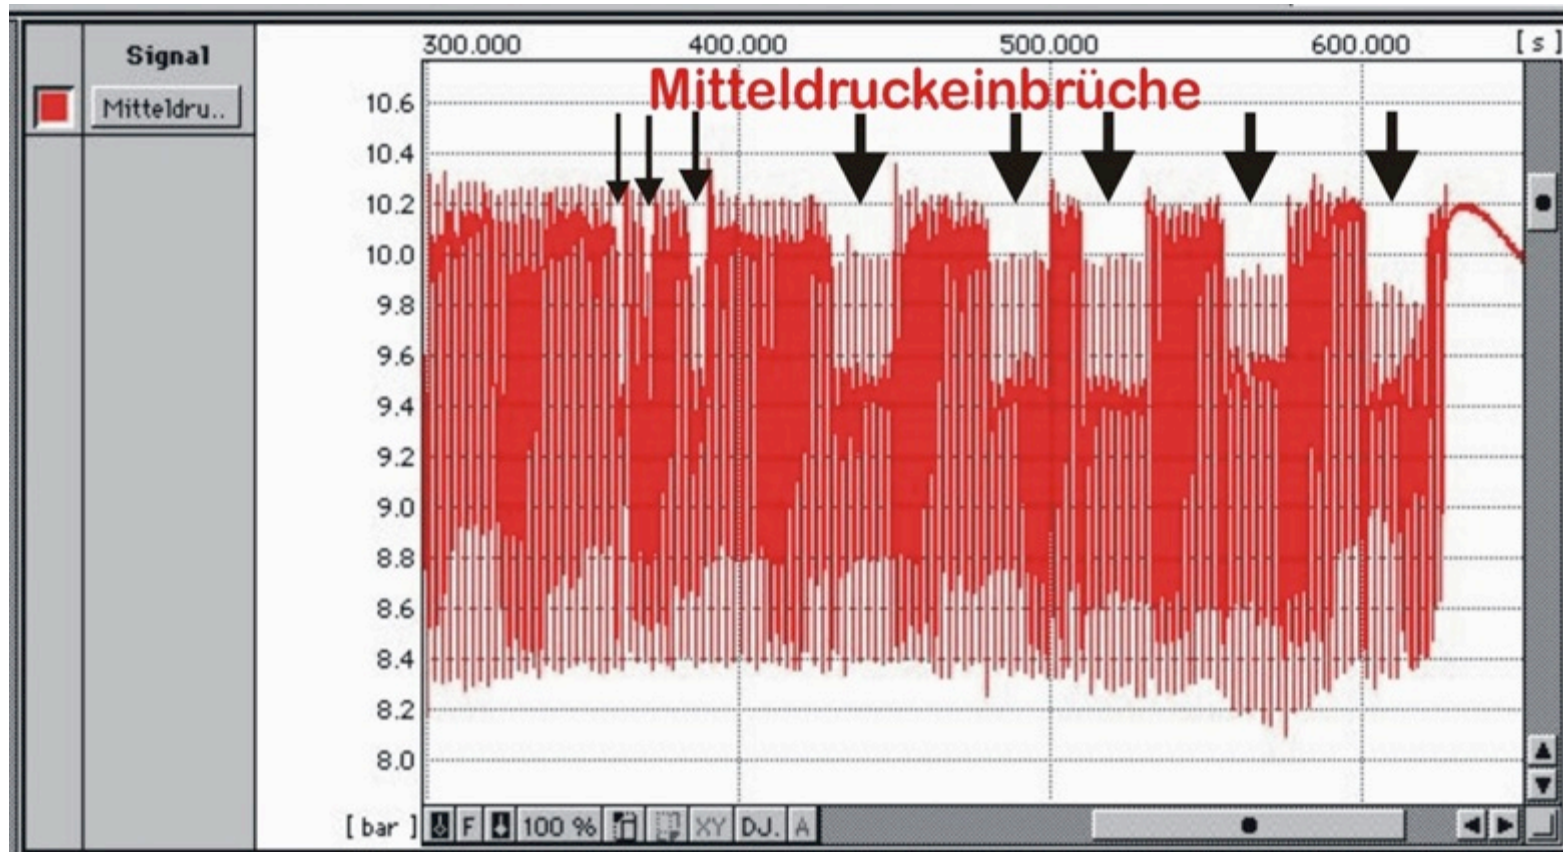 Signal
Mitteldru..
300.000 400.000 500.000 600.000 [ s ]
Mitteldruckeinbrüche
10.6
10.4
10.2
10.0
9.8
9.6
9.4
9.2
9.0
8.8
8.6
8.4
8.2
8.0
[ bar ] F 100 % XY DJ. A